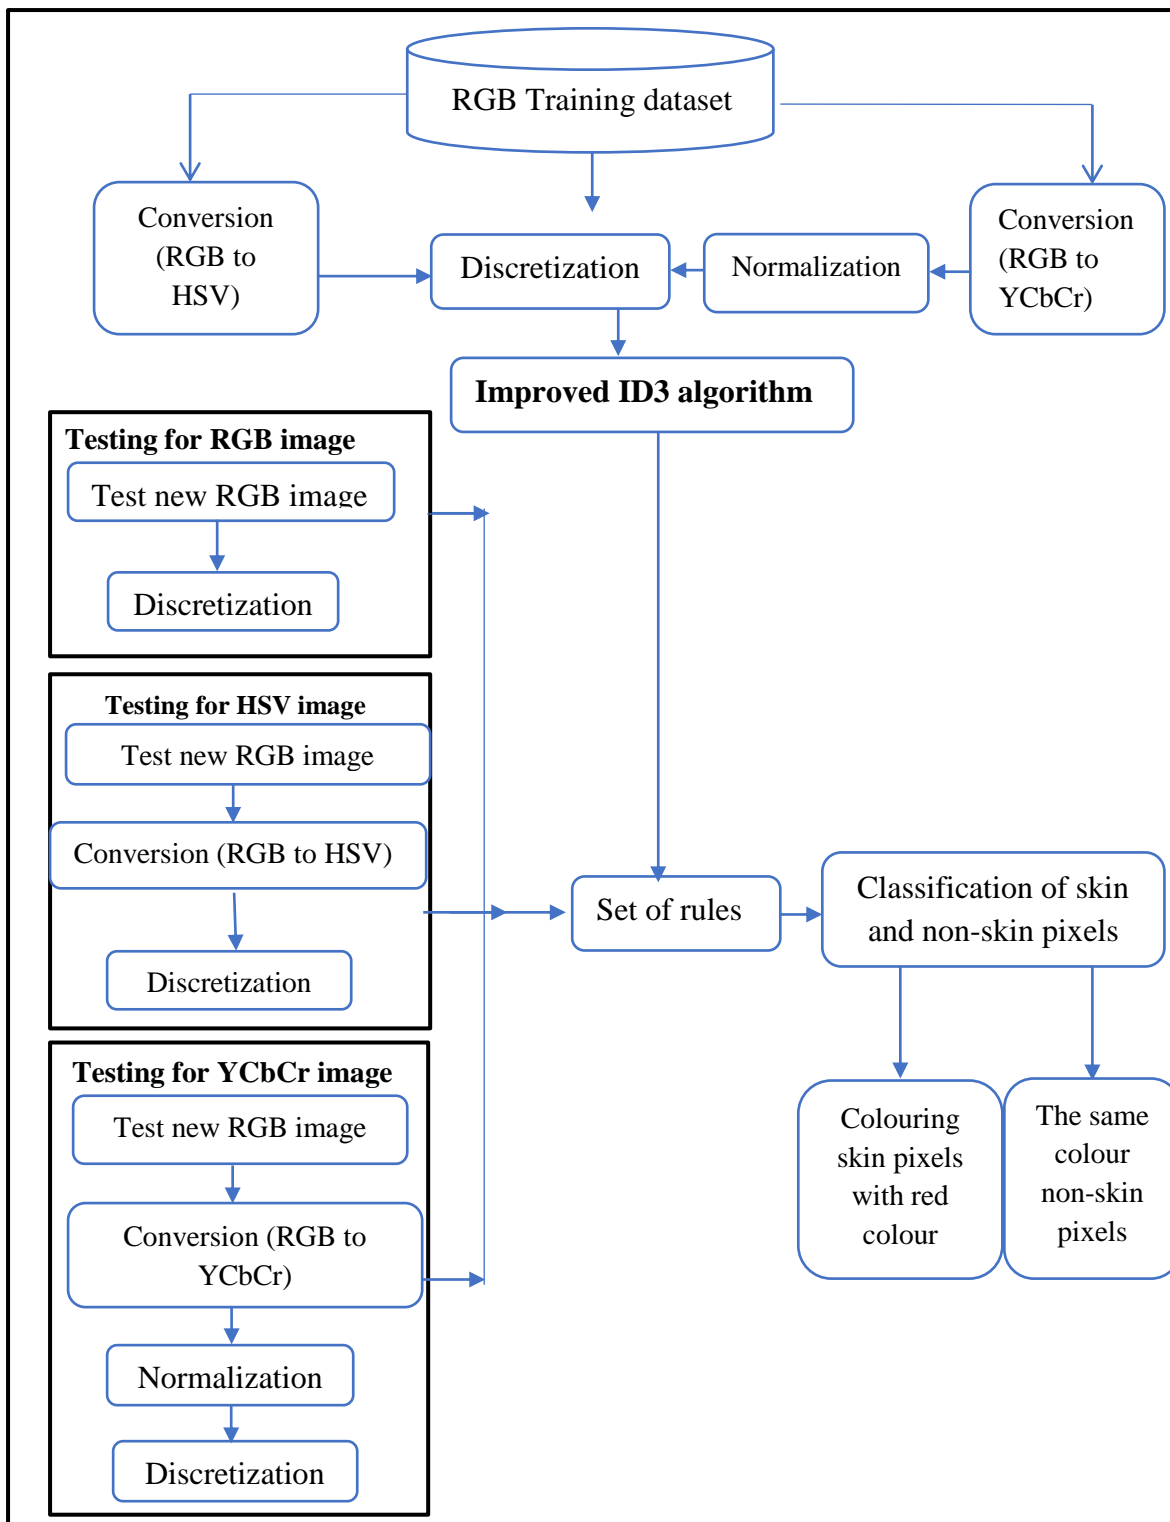 RGB Training dataset
Conversion
(RGB to
HSV)
Discretization
Normalization
Conversion
(RGB to
YCbCr)
Improved ID3 algorithm
Testing for RGB image
Test new RGB image
Discretization
Testing for HSV image
Test new RGB image
Conversion (RGB to HSV)
Discretization
Set of rules
Classification of skin
and non-skin pixels
Testing for YCbCr image
Test new RGB image
Conversion (RGB to
YCbCr)
Normalization
Discretization
Colouring
skin pixels
with red
colour
The same
colour
non-skin
pixels